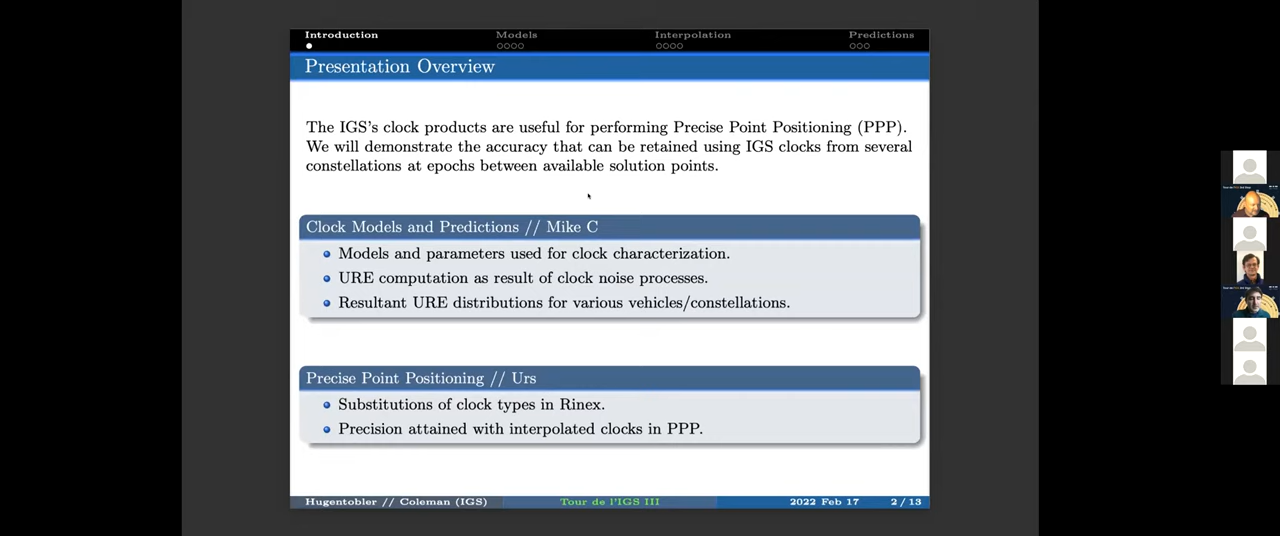 Introduction
Models
Interpolation
Predictions
Presentation Overview
The IGS's clock products are useful for performing Precise Point Positioning (PPP).
We will demonstrate the accuracy that can be retained using IGS clocks from several
constellations at epochs between available solution points.
Clock Models and Predictions // Mike C
Models and parameters used for clock characterization.
URE computation as result of clock noise processes.
Resultant URE distributions for various vehicles/constellations.
Precise Point Positioning // Urs
Substitutions of clock types in Rinex.
Precision attained with interpolated clocks in PPP.
Hugentobler // Coleman (IGS)
Tour de l'IGS III
2022 Feb 17
2 / 13